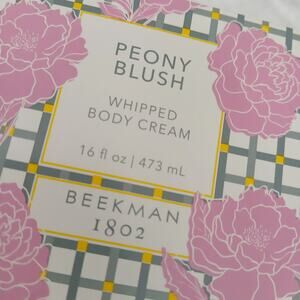 PEONY
BLUSH
WHIPPED
BODY CREAM
16 fl oz | 473 mL
BEEKMAN
1802